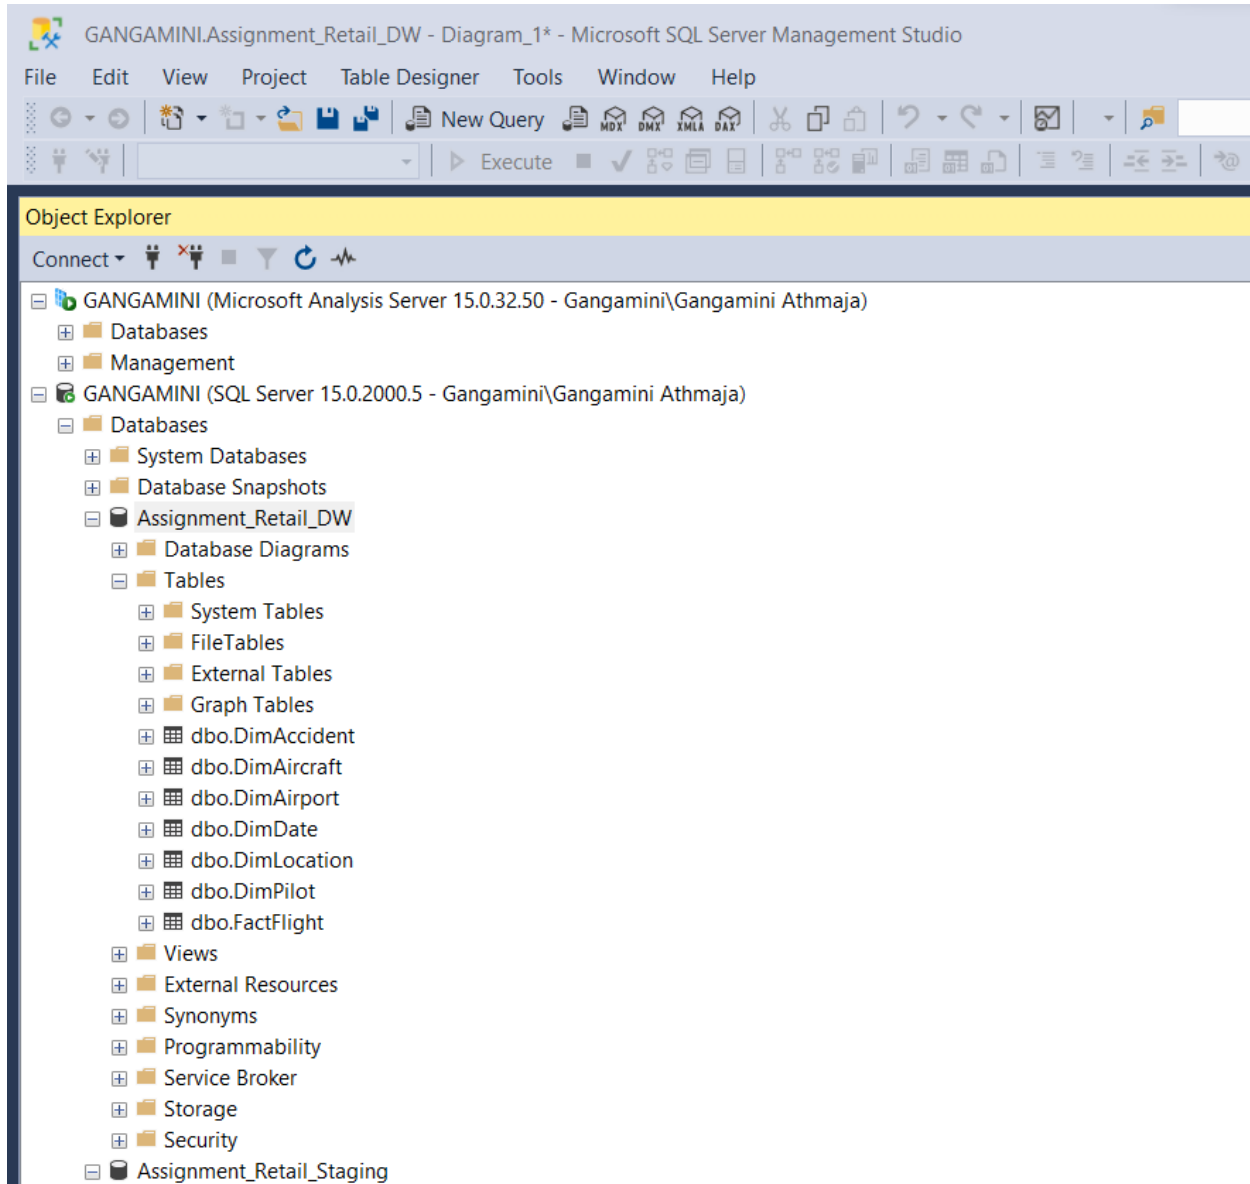 GANGAMINI.Assignment_Retail_DW - Diagram_1* - Microsoft SQL Server Management Studio
File Edit View Project Table Designer Tools Window Help
New Query MDX DMX XMLA DAX
Execute
Object Explorer
Connect
GANGAMINI (Microsoft Analysis Server 15.0.32.50 - Gangamini\Gangamini Athmaja)
Databases
Management
GANGAMINI (SQL Server 15.0.2000.5 - Gangamini\Gangamini Athmaja)
Databases
System Databases
Database Snapshots
Assignment_Retail_DW
Database Diagrams
Tables
System Tables
FileTables
External Tables
Graph Tables
dbo.DimAccident
dbo.DimAircraft
dbo.DimAirport
dbo.DimDate
dbo.DimLocation
dbo.DimPilot
dbo.FactFlight
Views
External Resources
Synonyms
Programmability
Service Broker
Storage
Security
Assignment_Retail_Staging